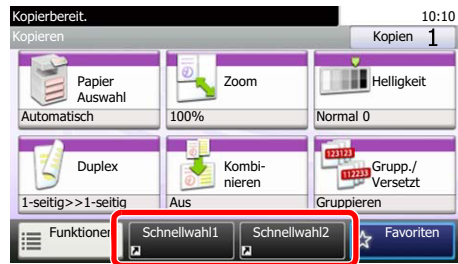 Kopierbereit. 10:10
Kopieren Kopien 1
Papier
Auswahl
Automatisch
Zoom
100%
Helligkeit
Normal 0
Duplex
1-seitig>>1-seitig
Kombi-
nieren
Aus
123123
112233
Grupp./
Versetzt
Gruppieren
Funktionen Schnellwahl1 Schnellwahl2 Favoriten